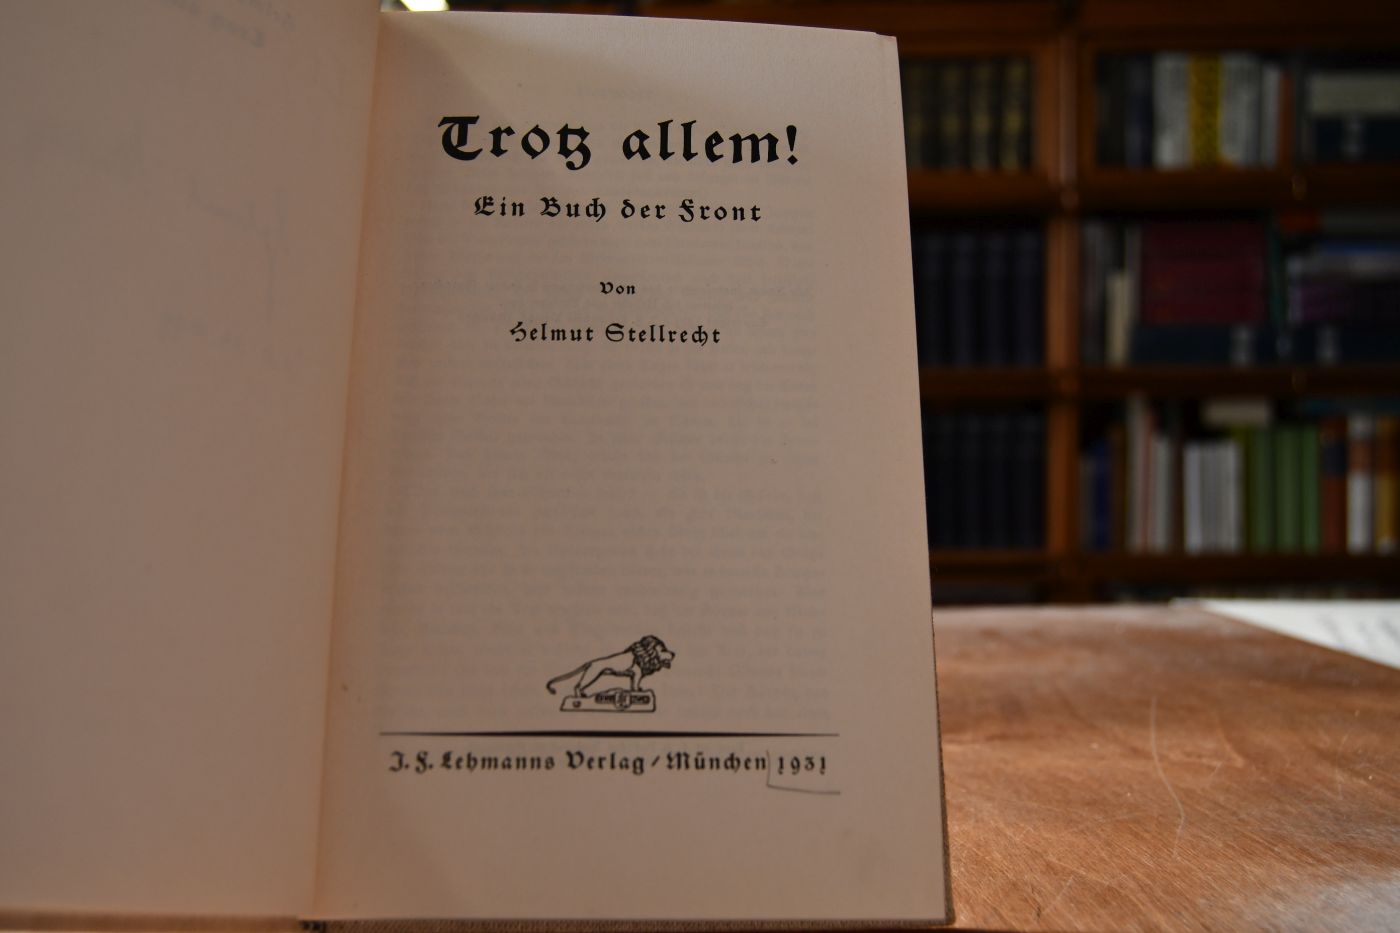 Trotz allem!
Ein Buch der Front
Von
Helmut Stellrecht
J. F. Lehmanns Verlag / München 1931